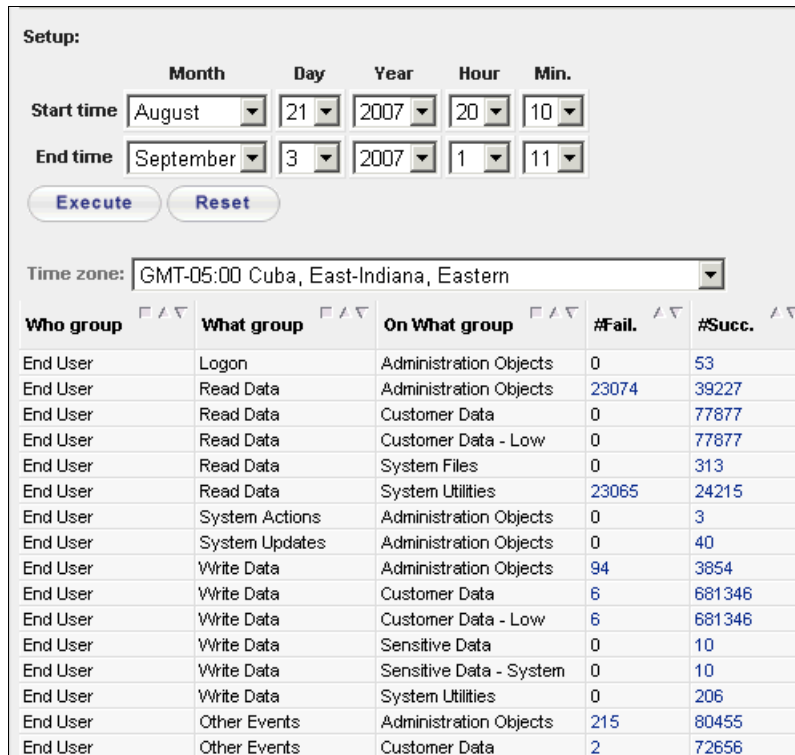 Setup:
Month Day Year Hour Min.
Start time August 21 2007 20 10
End time September 3 2007 1 11
Execute Reset
Time zone: GMT-05:00 Cuba, East-Indiana, Eastern
Who group What group On What group #Fail. #Succ.
End User Logon Administration Objects 0 53
End User Read Data Administration Objects 23074 39227
End User Read Data Customer Data 0 77877
End User Read Data Customer Data - Low 0 77877
End User Read Data System Files 0 313
End User Read Data System Utilities 23065 24215
End User System Actions Administration Objects 0 3
End User System Updates Administration Objects 0 40
End User Write Data Administration Objects 94 3854
End User Write Data Customer Data 6 681346
End User Write Data Customer Data - Low 6 681346
End User Write Data Sensitive Data 0 10
End User Write Data Sensitive Data - System 0 10
End User Write Data System Utilities 0 206
End User Other Events Administration Objects 215 80455
End User Other Events Customer Data 2 72656